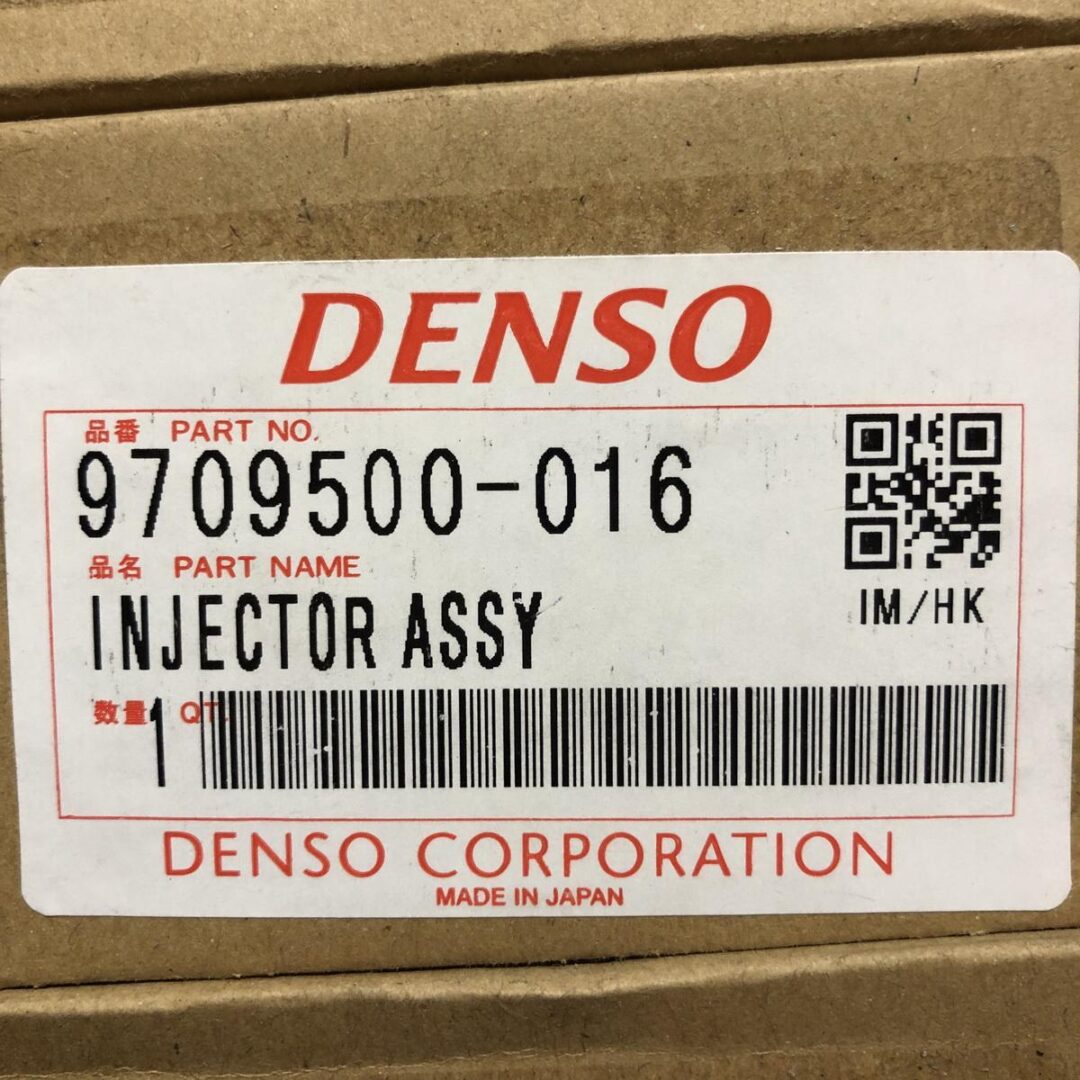 DENSO
品番 PART NO.
9709500-016
品名 PART NAME
INJECTOR ASSY
IM/HK
数量 QT.
1
DENSO CORPORATION
MADE IN JAPAN